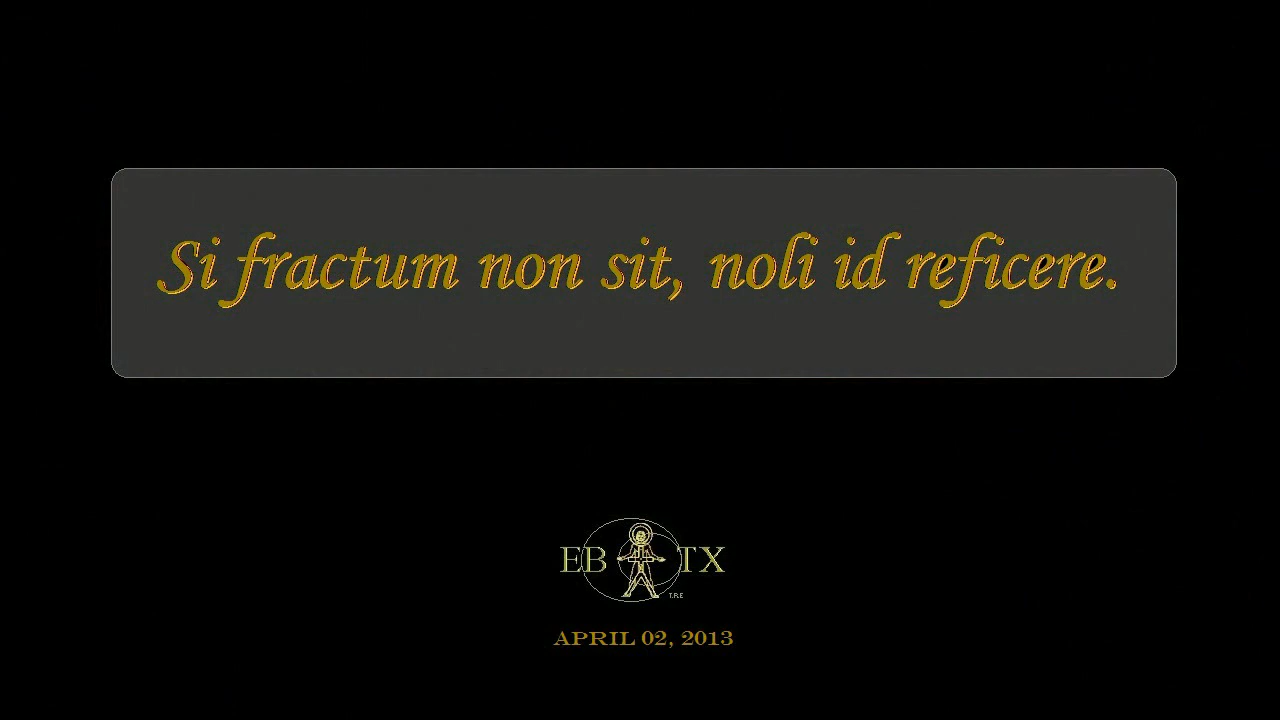 Si fractum non sit, noli id reficere.
EB TX
T.R.E
APRIL 02, 2013